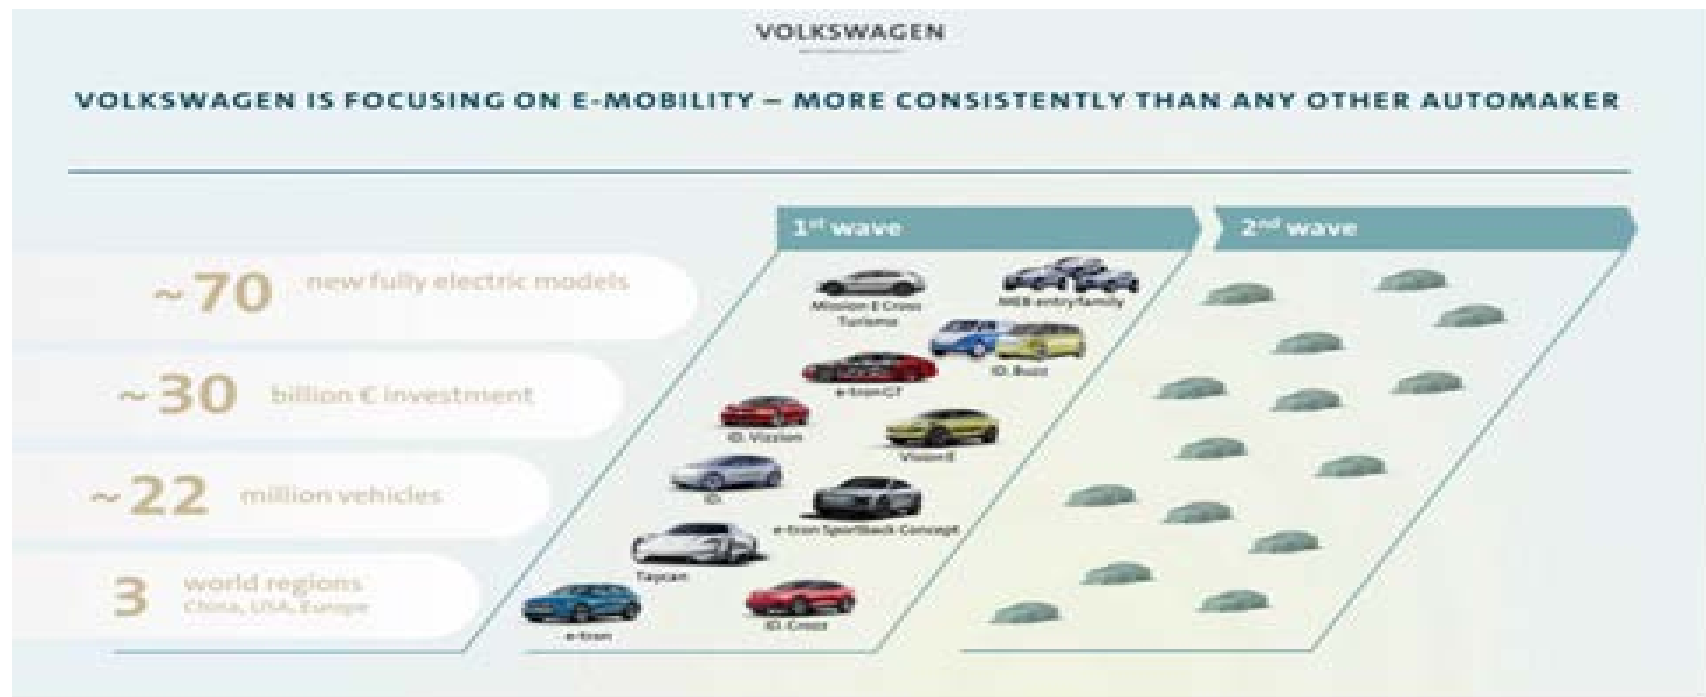 VOLKSWAGEN
VOLKSWAGEN IS FOCUSING ON E-MOBILITY – MORE CONSISTENTLY THAN ANY OTHER AUTOMAKER
1st wave
2nd wave
~70 new fully electric models
~30 billion € investment
~22 million vehicles
3 world regions
China, USA, Europe
Mission E Cross
Turismo
MEB entry family
ID. Buzz
e-tron GT
ID. Vizzion
Vision E
ID.
e-tron Sportback Concept
Taycan
e-tron
ID. Crozz